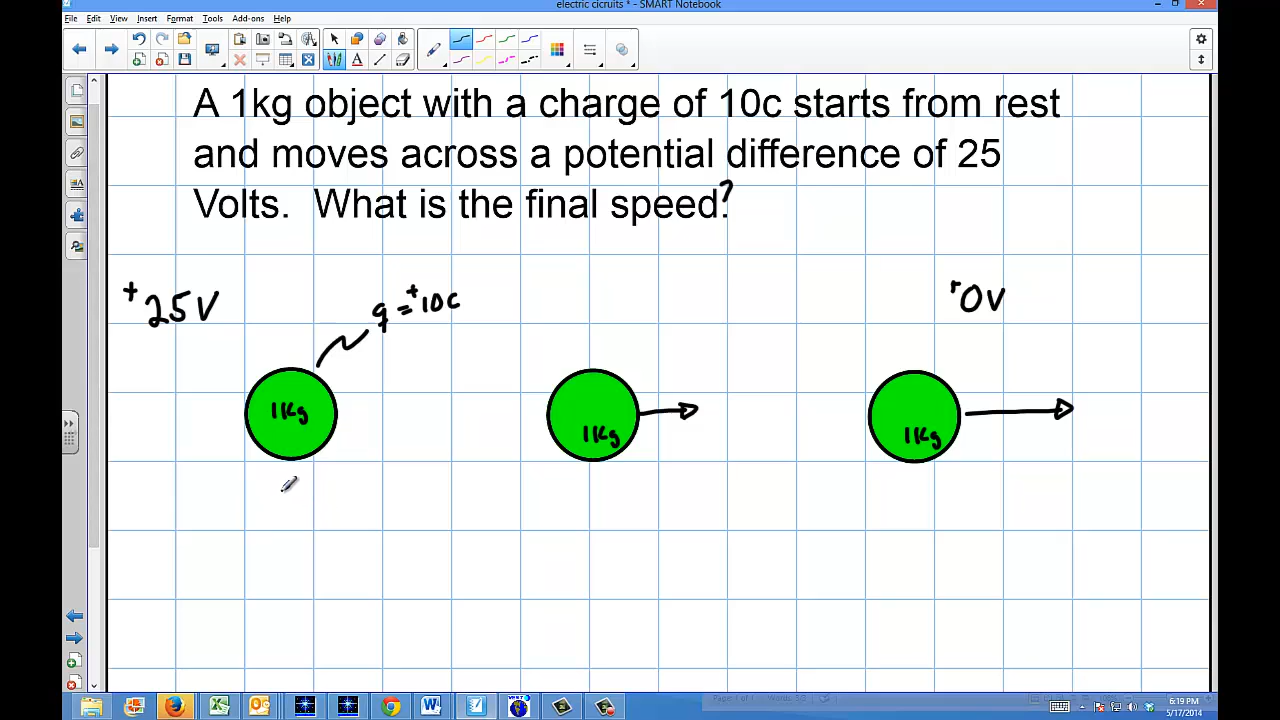 electric cicruits * - SMART Notebook
File Edit View Insert Format Tools Add-ons Help
A 1kg object with a charge of 10c starts from rest
and moves across a potential difference of 25
Volts. What is the final speed?
+25V
q=+10c
+0V
1Kg
1Kg
1Kg
6:19 PM
5/17/2014